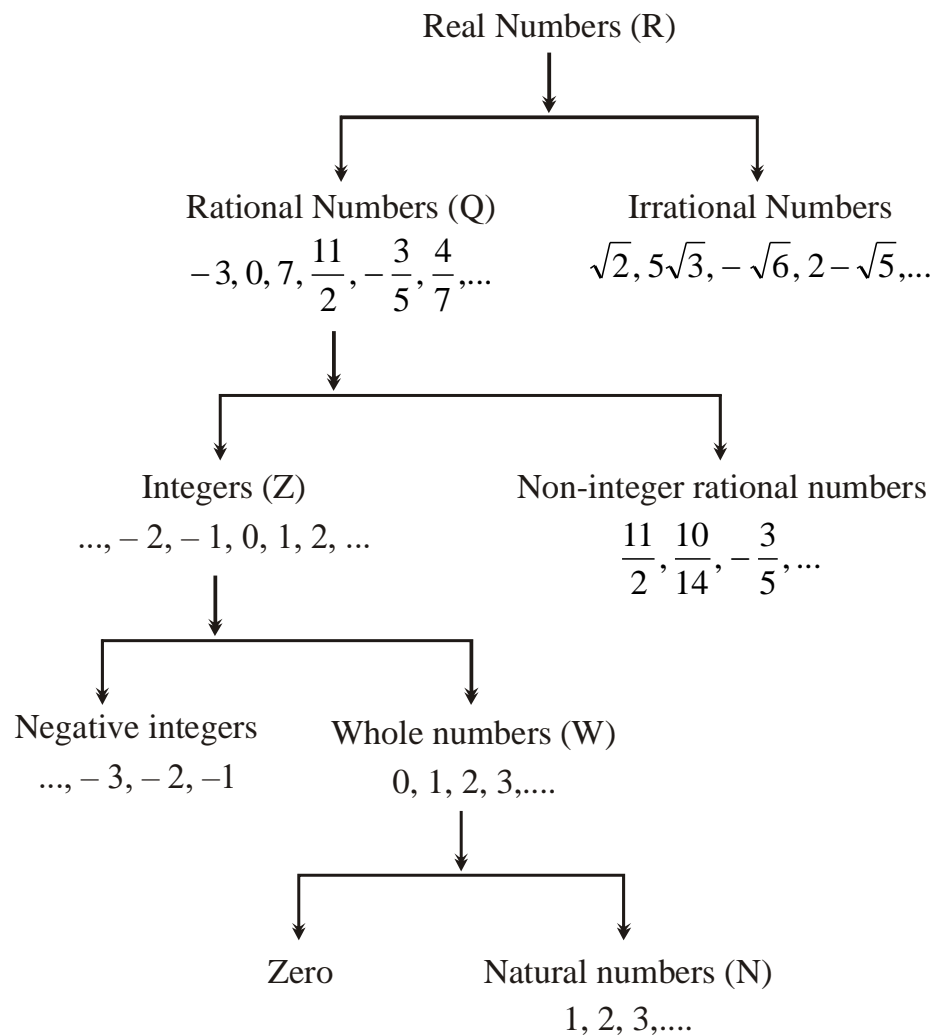 Real Numbers (R)
Rational Numbers (Q)
Irrational Numbers
−3, 0, 7, 11/2, −3/5, 4/7,...
√2, 5√3, −√6, 2−√5,...
Integers (Z)
Non-integer rational numbers
..., – 2, – 1, 0, 1, 2, ...
11/2, 10/14, −3/5,...
Negative integers
Whole numbers (W)
..., – 3, – 2, –1
0, 1, 2, 3,....
Zero
Natural numbers (N)
1, 2, 3,....